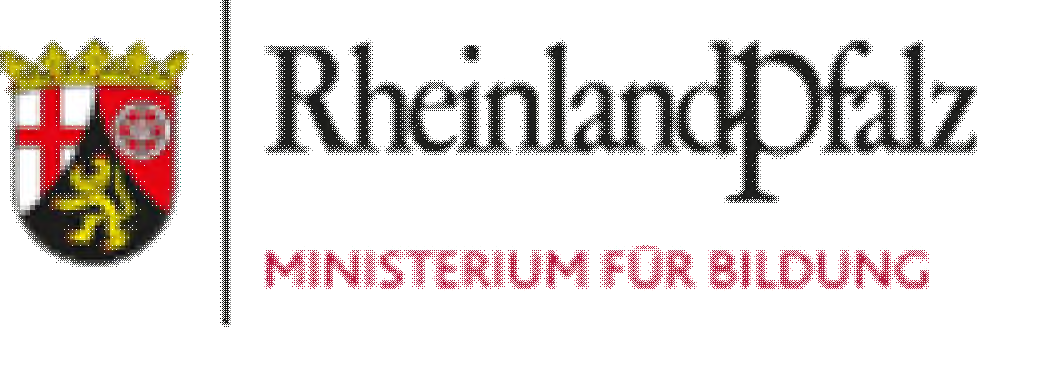 RheinlandPfalz
MINISTERIUM FÜR BILDUNG